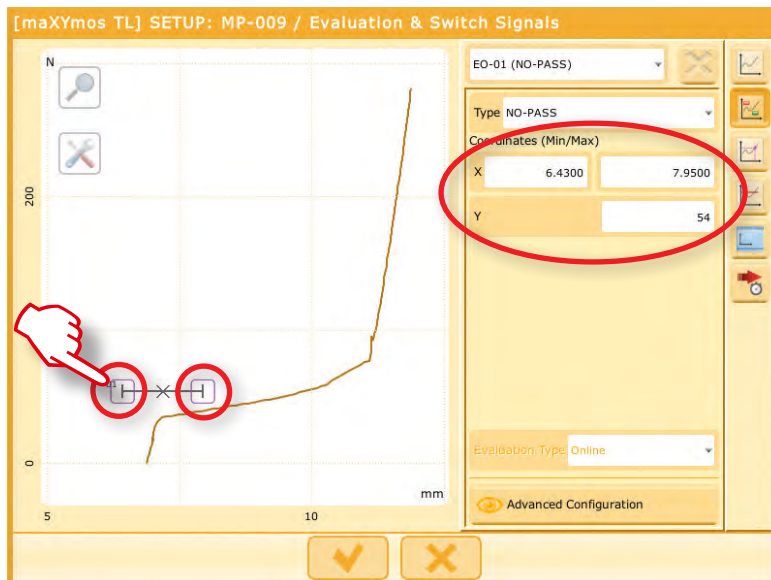 [maXYmos TL] SETUP: MP-009 / Evaluation & Switch Signals
N
200
0
5
10
mm
01
EO-01 (NO-PASS)
Type NO-PASS
Coordinates (Min/Max)
X 6.4300 7.9500
Y 54
Evaluation Type Online
Advanced Configuration